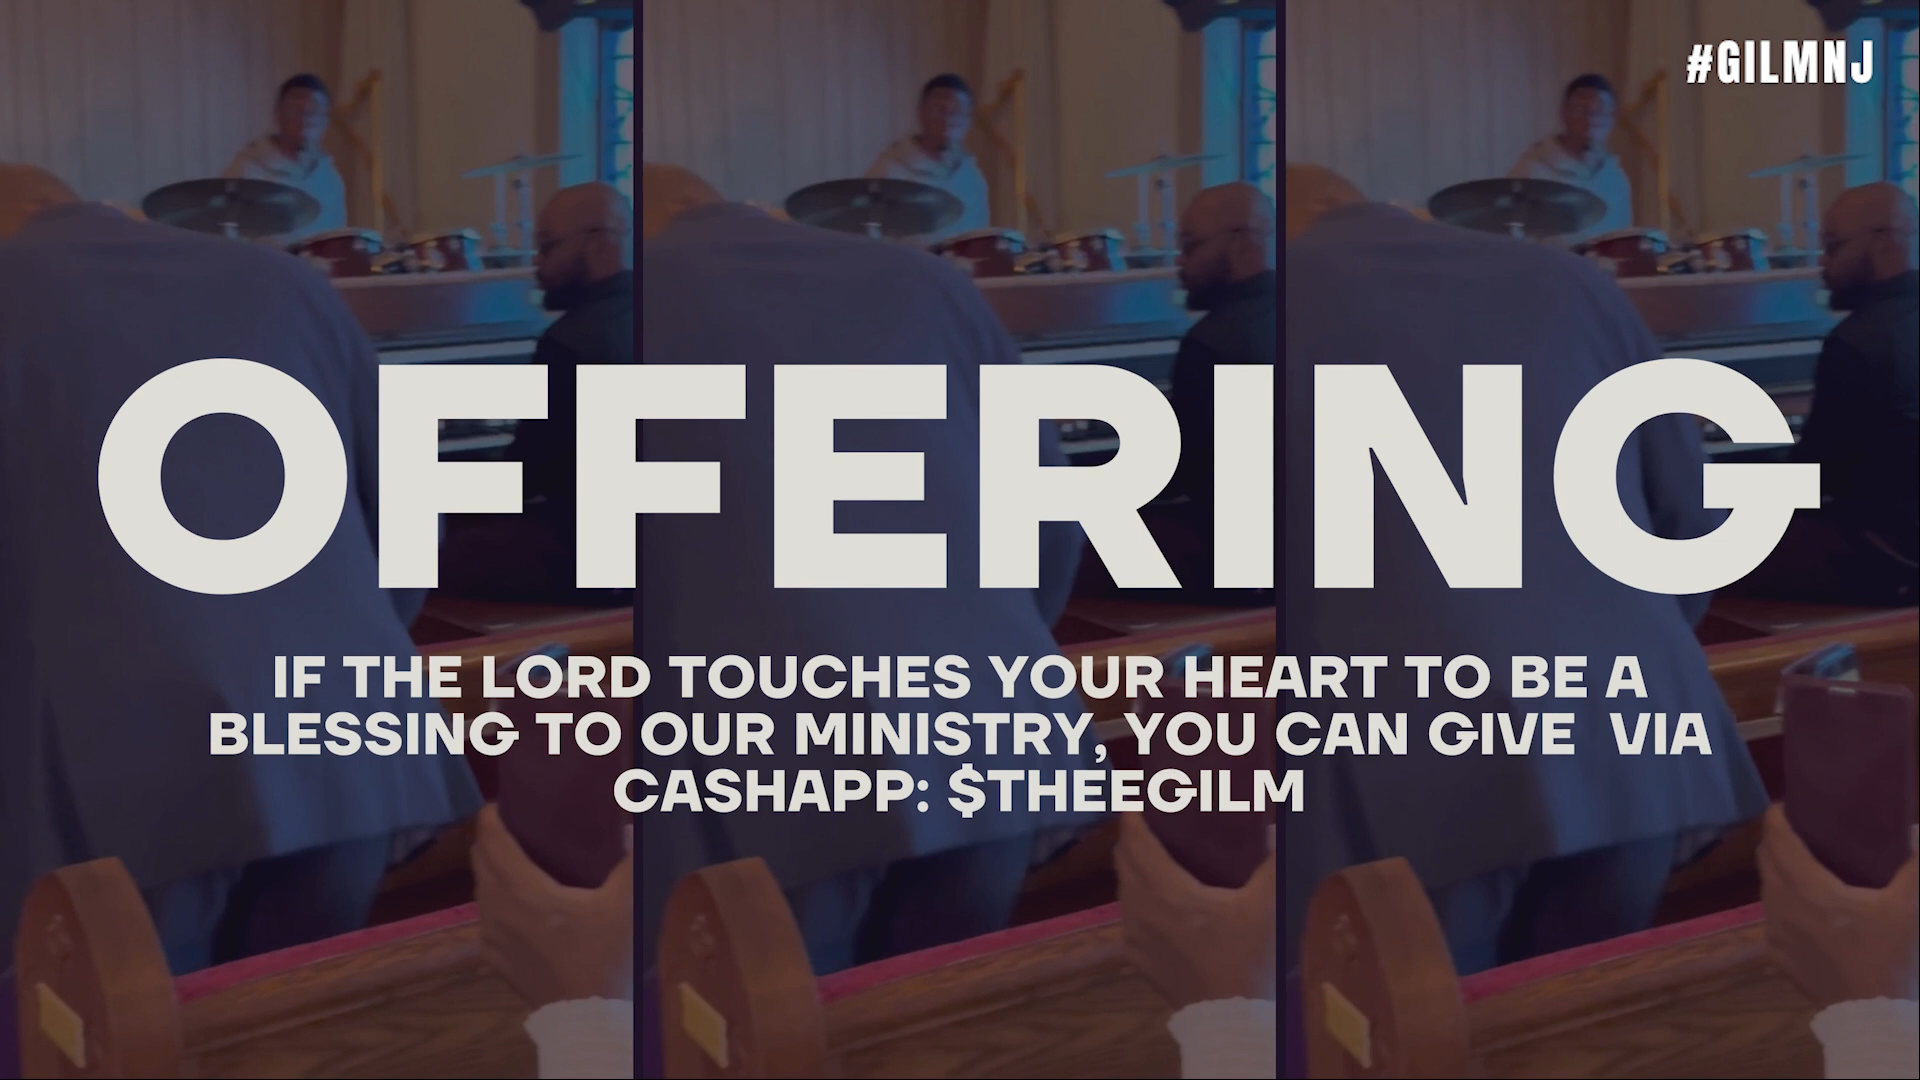 #GILMNJ
OFFERING
IF THE LORD TOUCHES YOUR HEART TO BE A
BLESSING TO OUR MINISTRY, YOU CAN GIVE  VIA
CASHAPP: $THEEGILM